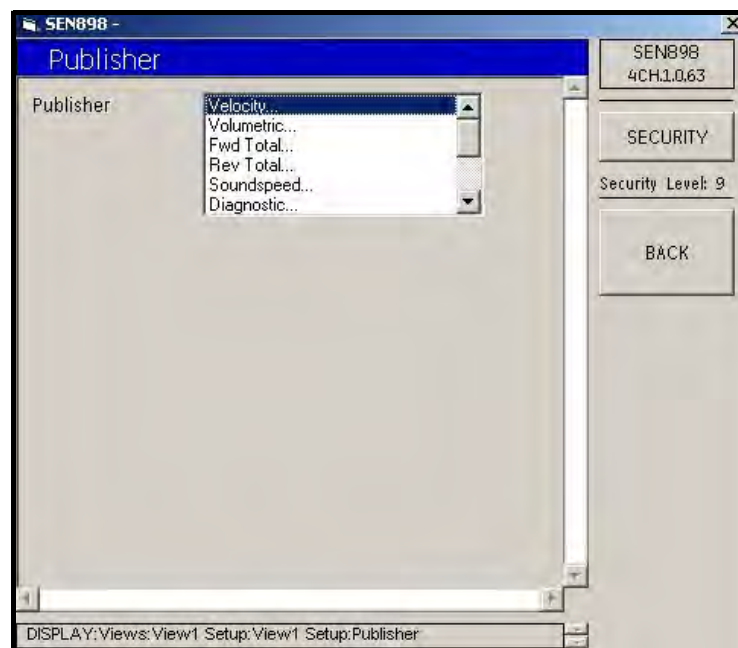 SEN898 -
Publisher
SEN898
4CH.1.0,63
Publisher
Velocity...
Volumetric...
Fwd Total...
Rev Total...
Soundspeed...
Diagnostic...
SECURITY
Security Level: 9
BACK
DISPLAY:Views:View1 Setup:View1 Setup:Publisher